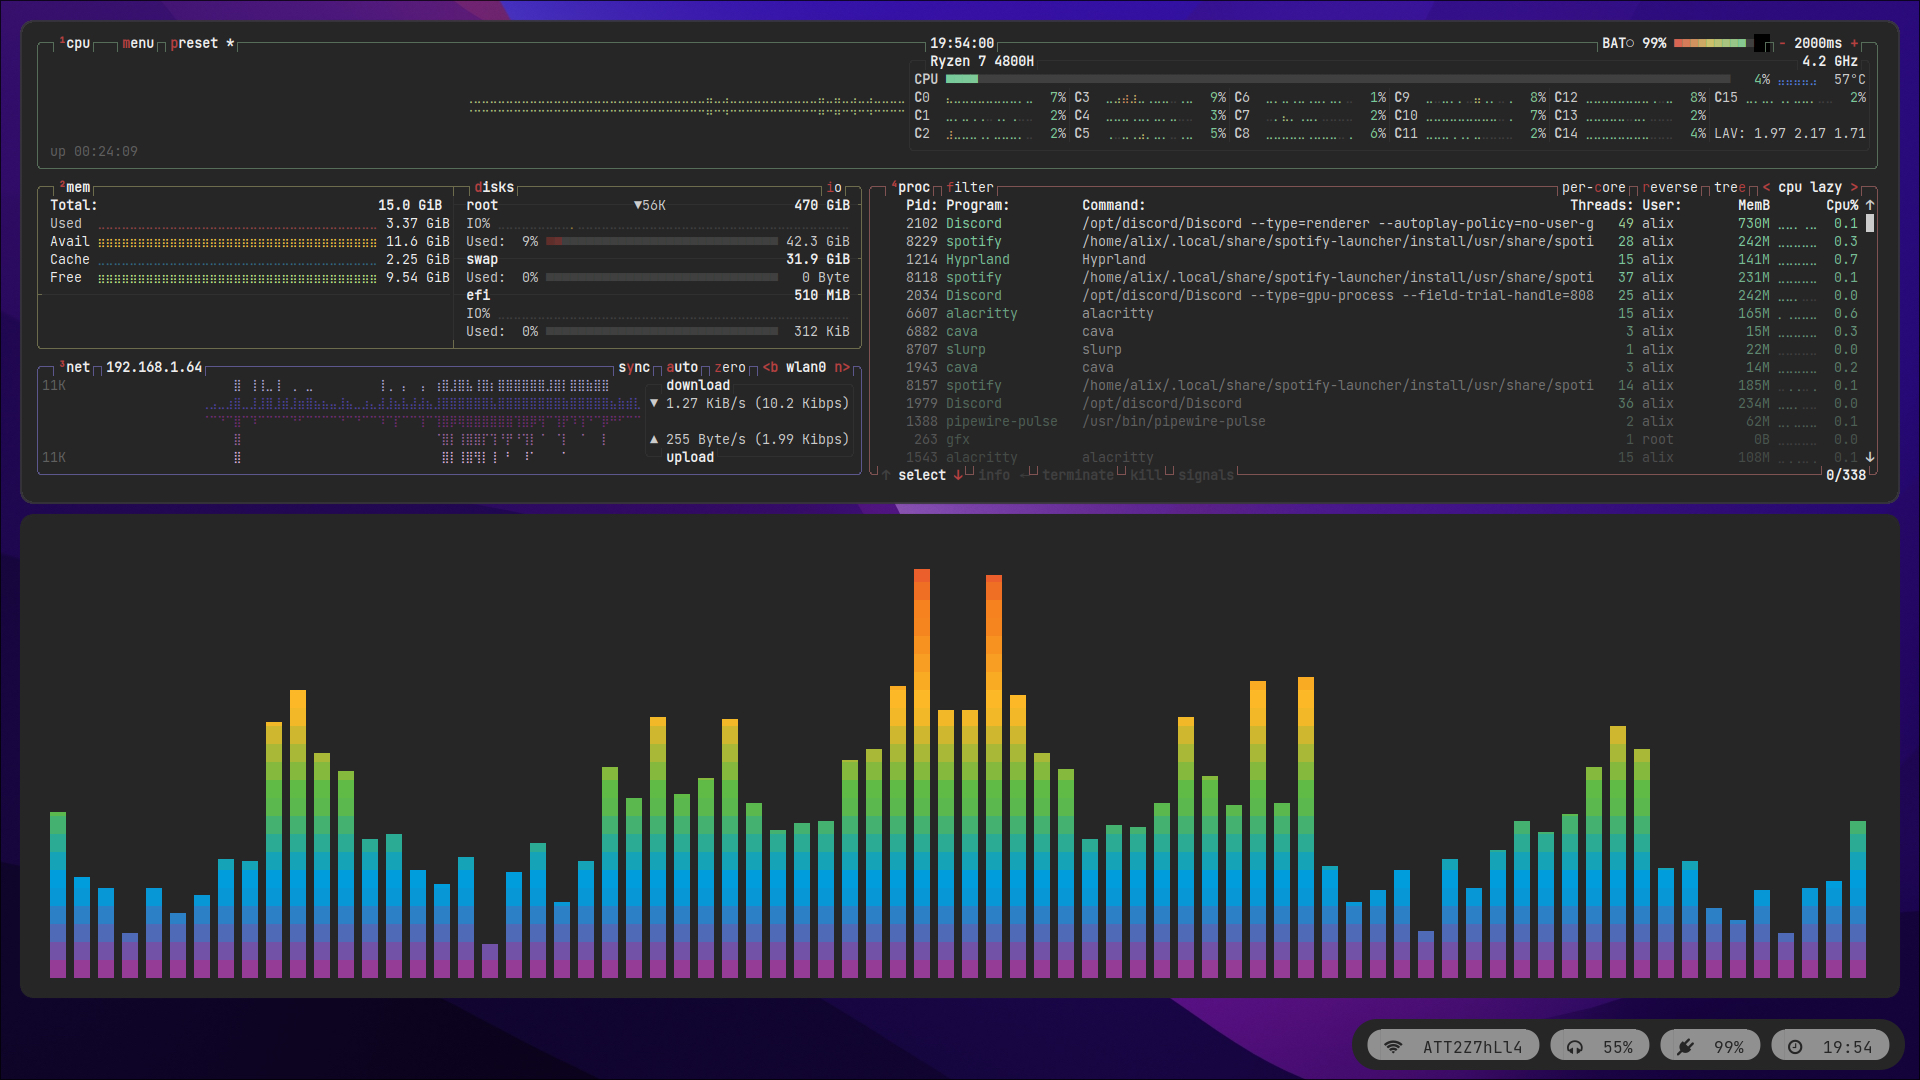 ¹cpu menu preset * 19:54:00 BAT○ 99% - 2000ms +
Ryzen 7 4800H 4.2 GHz
CPU 4% 57°C
C0 7% C3 9% C6 1% C9 8% C12 8% C15 2%
C1 2% C4 3% C7 2% C10 7% C13 2%
C2 2% C5 5% C8 6% C11 2% C14 4% LAV: 1.97 2.17 1.71
up 00:24:09
²mem
Total: 15.0 GiB
Used 3.37 GiB
Avail 11.6 GiB
Cache 2.25 GiB
Free 9.54 GiB
disks io
root ▼56K 470 GiB
IO%
Used: 9% 42.3 GiB
swap 31.9 GiB
Used: 0% 0 Byte
efi 510 MiB
IO%
Used: 0% 312 KiB
³net 192.168.1.64 sync auto zero <b wlan0 n>
11K
download
▼ 1.27 KiB/s (10.2 Kibps)
▲ 255 Byte/s (1.99 Kibps)
upload
11K
⁴proc filter per-core reverse tree < cpu lazy >
Pid: Program: Command: Threads: User: MemB Cpu% ↑
2102 Discord /opt/discord/Discord --type=renderer --autoplay-policy=no-user-g 49 alix 730M 0.1
8229 spotify /home/alix/.local/share/spotify-launcher/install/usr/share/spoti 28 alix 242M 0.3
1214 Hyprland Hyprland 15 alix 141M 0.7
8118 spotify /home/alix/.local/share/spotify-launcher/install/usr/share/spoti 37 alix 231M 0.1
2034 Discord /opt/discord/Discord --type=gpu-process --field-trial-handle=808 25 alix 242M 0.0
6607 alacritty alacritty 15 alix 165M 0.6
6882 cava cava 3 alix 15M 0.3
8707 slurp slurp 1 alix 22M 0.0
1943 cava cava 3 alix 14M 0.2
8157 spotify /home/alix/.local/share/spotify-launcher/install/usr/share/spoti 14 alix 185M 0.1
1979 Discord /opt/discord/Discord 36 alix 234M 0.0
1388 pipewire-pulse /usr/bin/pipewire-pulse 2 alix 62M 0.1
263 gfx 1 root 0B 0.0
1543 alacritty alacritty 15 alix 108M 0.1 ↓
↑ select ↓ info terminate kill signals 0/338
ATT2Z7hLl4 55% 99% 19:54